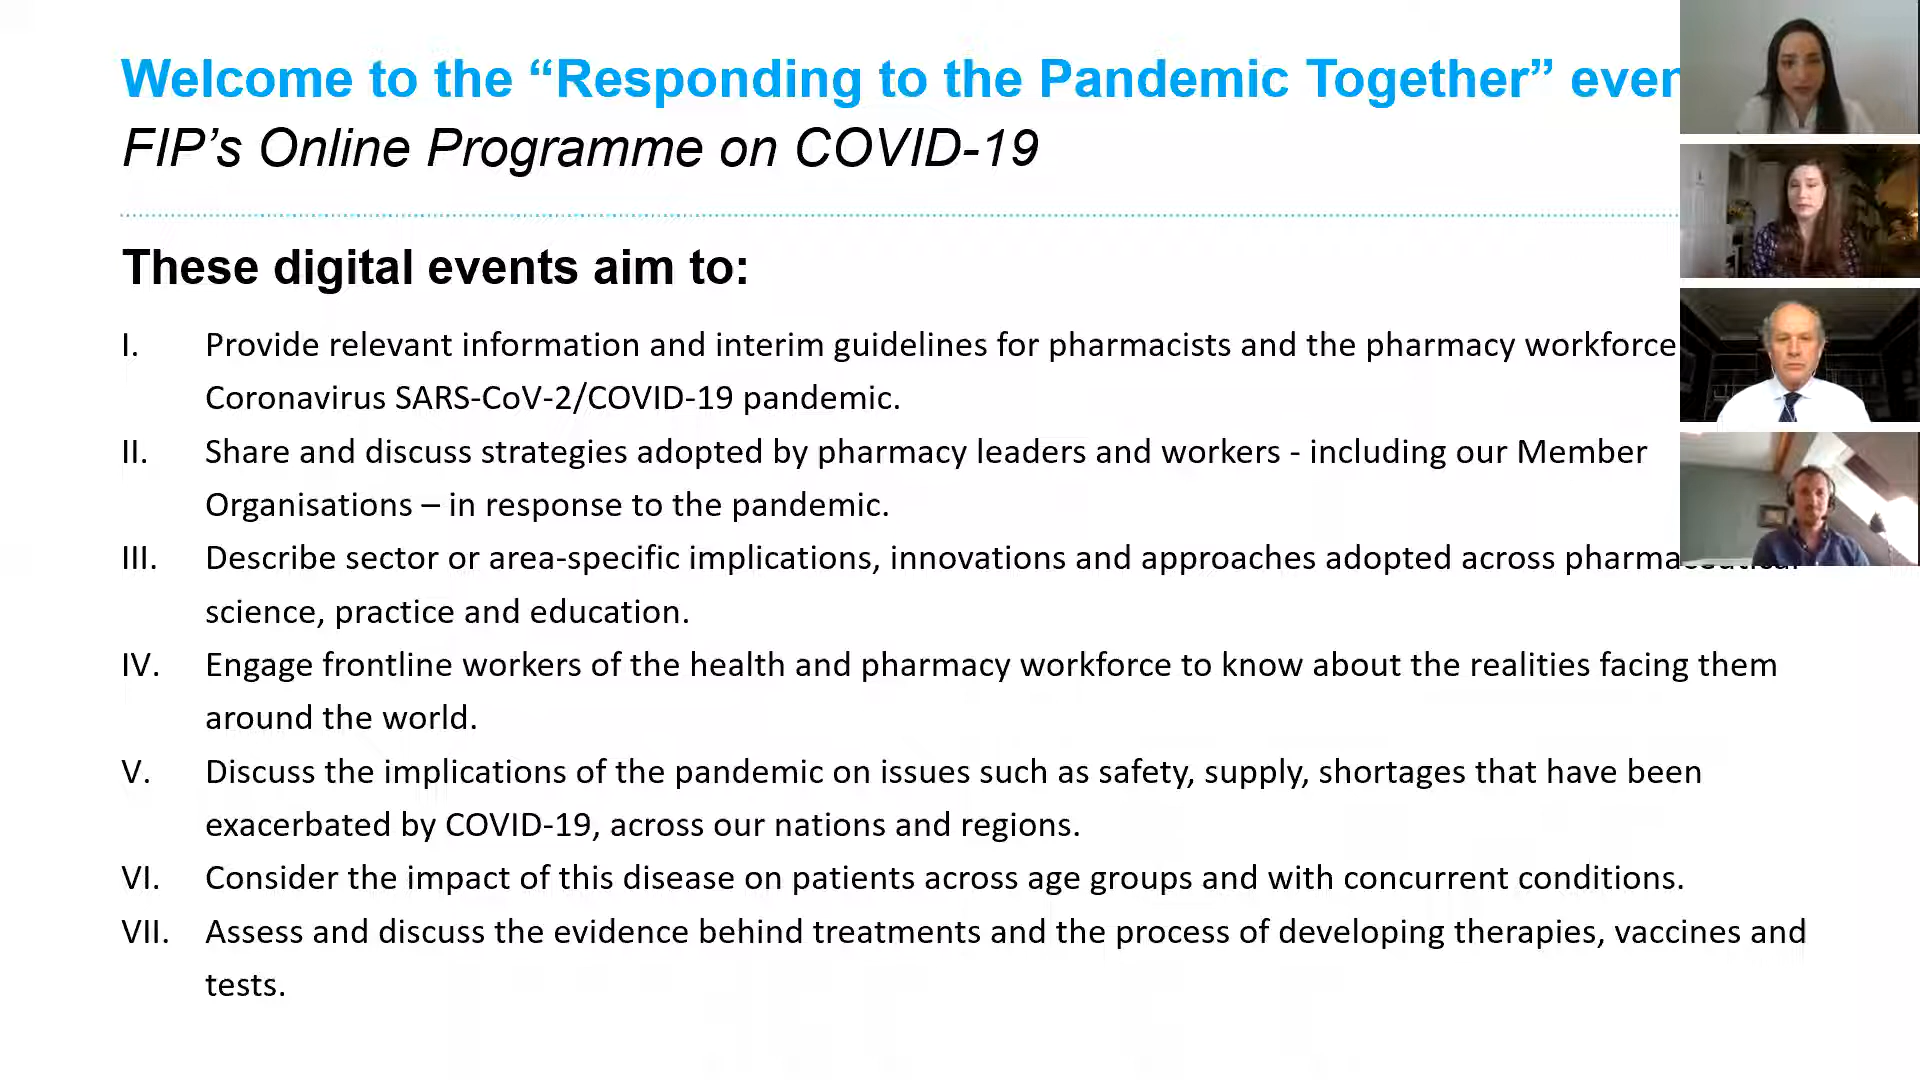 Welcome to the “Responding to the Pandemic Together” even
FIP’s Online Programme on COVID-19
These digital events aim to:
I. Provide relevant information and interim guidelines for pharmacists and the pharmacy workforce
Coronavirus SARS-CoV-2/COVID-19 pandemic.
II. Share and discuss strategies adopted by pharmacy leaders and workers - including our Member
Organisations – in response to the pandemic.
III. Describe sector or area-specific implications, innovations and approaches adopted across pharmaceutical
science, practice and education.
IV. Engage frontline workers of the health and pharmacy workforce to know about the realities facing them
around the world.
V. Discuss the implications of the pandemic on issues such as safety, supply, shortages that have been
exacerbated by COVID-19, across our nations and regions.
VI. Consider the impact of this disease on patients across age groups and with concurrent conditions.
VII. Assess and discuss the evidence behind treatments and the process of developing therapies, vaccines and
tests.